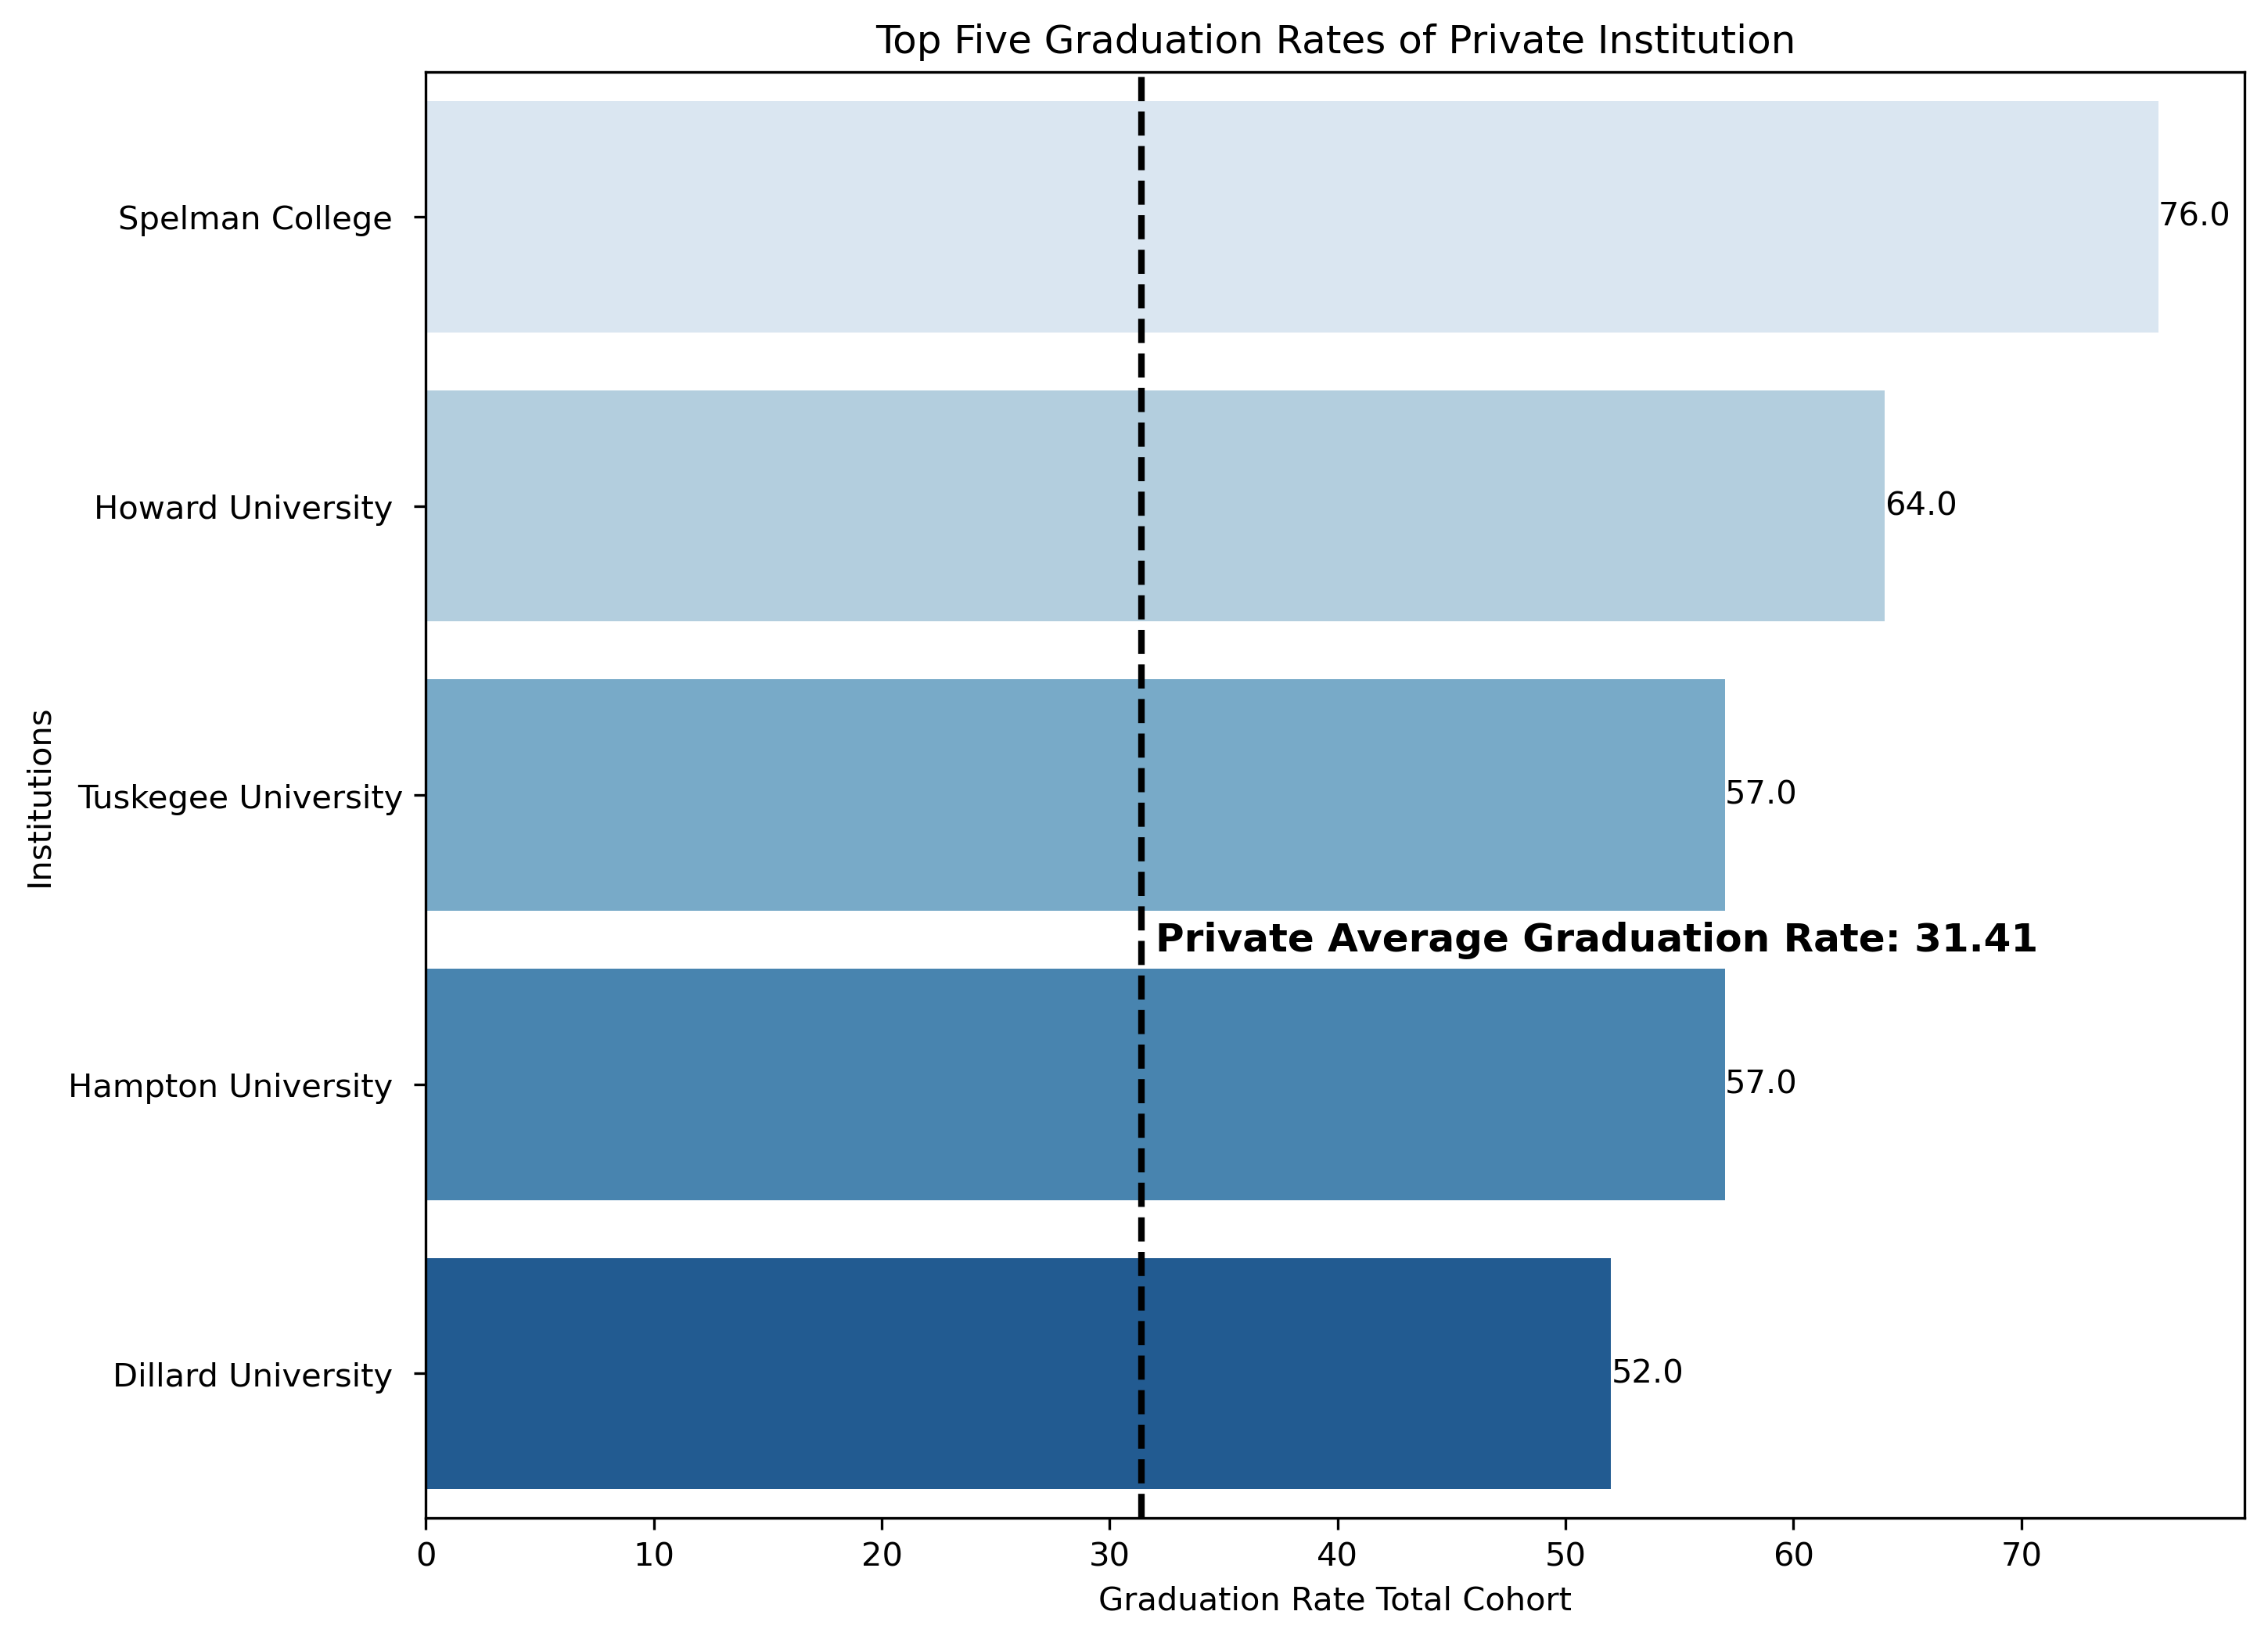 Top Five Graduation Rates of Private Institution
Spelman College
76.0
Howard University
64.0
Tuskegee University
57.0
Private Average Graduation Rate: 31.41
Hampton University
57.0
Dillard University
52.0
Institutions
0 10 20 30 40 50 60 70
Graduation Rate Total Cohort